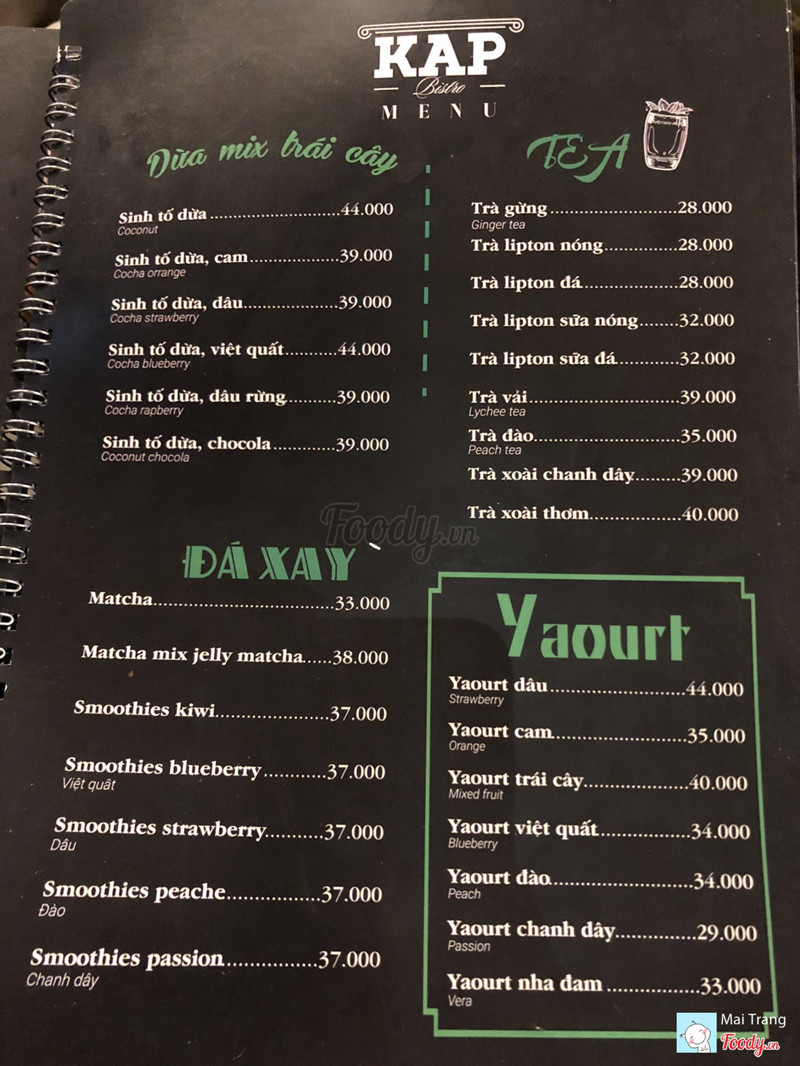 KAP
Bistro
MENU
Dừa mix trái cây
Sinh tố dừa.............................44.000
Coconut
Sinh tố dừa, cam....................39.000
Cocha orrange
Sinh tố dừa, dâu.....................39.000
Cocha strawberry
Sinh tố dừa, việt quất............44.000
Cocha blueberry
Sinh tố dừa, dâu rừng...........39.000
Cocha rapberry
Sinh tố dừa, chocola..............39.000
Coconut chocola
TEA
Trà gừng.............................28.000
Ginger tea
Trà lipton nóng.................28.000
Trà lipton đá......................28.000
Trà lipton sữa nóng.........32.000
Trà lipton sữa đá..............32.000
Trà vải..................................39.000
Lychee tea
Trà đào................................35.000
Peach tea
Trà xoài chanh dây..........39.000
Trà xoài thơm....................40.000
Foody.vn
ĐÁ XAY
Matcha....................................33.000
Matcha mix jelly matcha......38.000
Smoothies kiwi.......................37.000
Smoothies blueberry.............37.000
Việt quât
Smoothies strawberry............37.000
Dâu
Smoothies peache...................37.000
Đào
Smoothies passion..................37.000
Chanh dây
Yaourt
Yaourt dâu...........................44.000
Strawberry
Yaourt cam...........................35.000
Orange
Yaourt trái cây.....................40.000
Mixed fruit
Yaourt việt quất...................34.000
Blueberry
Yaourt đào............................34.000
Peach
Yaourt chanh dây................29.000
Passion
Yaourt nha đam...................33.000
Vera
Mai Trang
Foody.vn